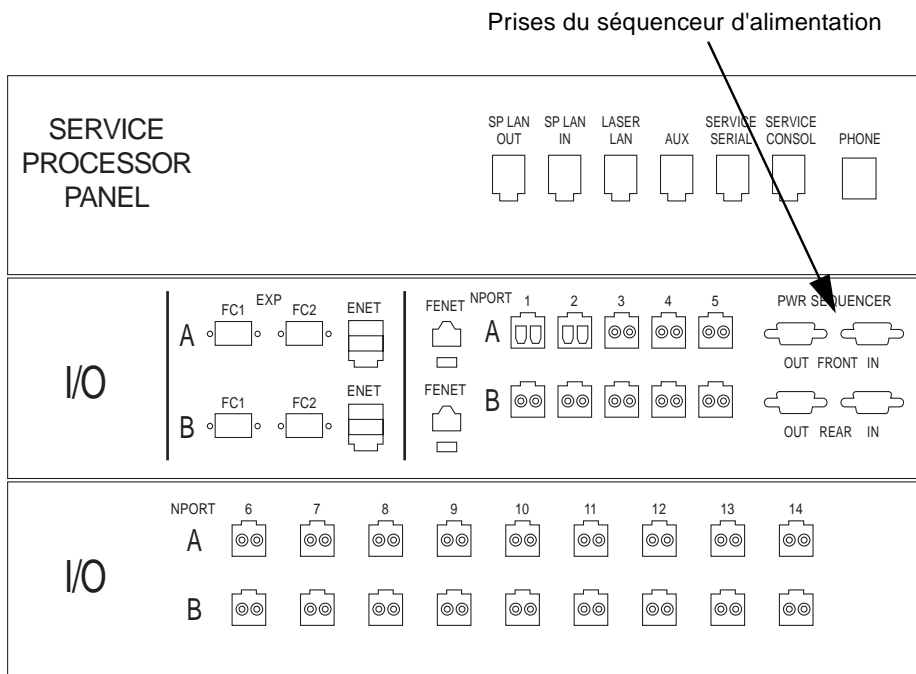 Prises du séquenceur d'alimentation
SERVICE
PROCESSOR
PANEL
SP LAN
OUT
SP LAN
IN
LASER
LAN
AUX
SERVICE
SERIAL
SERVICE
CONSOL
PHONE
I/O
EXP
A
FC1
FC2
ENET
FENET
NPORT
1
2
3
4
5
A
PWR SEQUENCER
OUT FRONT IN
B
FC1
FC2
ENET
FENET
B
OUT REAR IN
I/O
NPORT 6 7 8 9 10 11 12 13 14
A
B